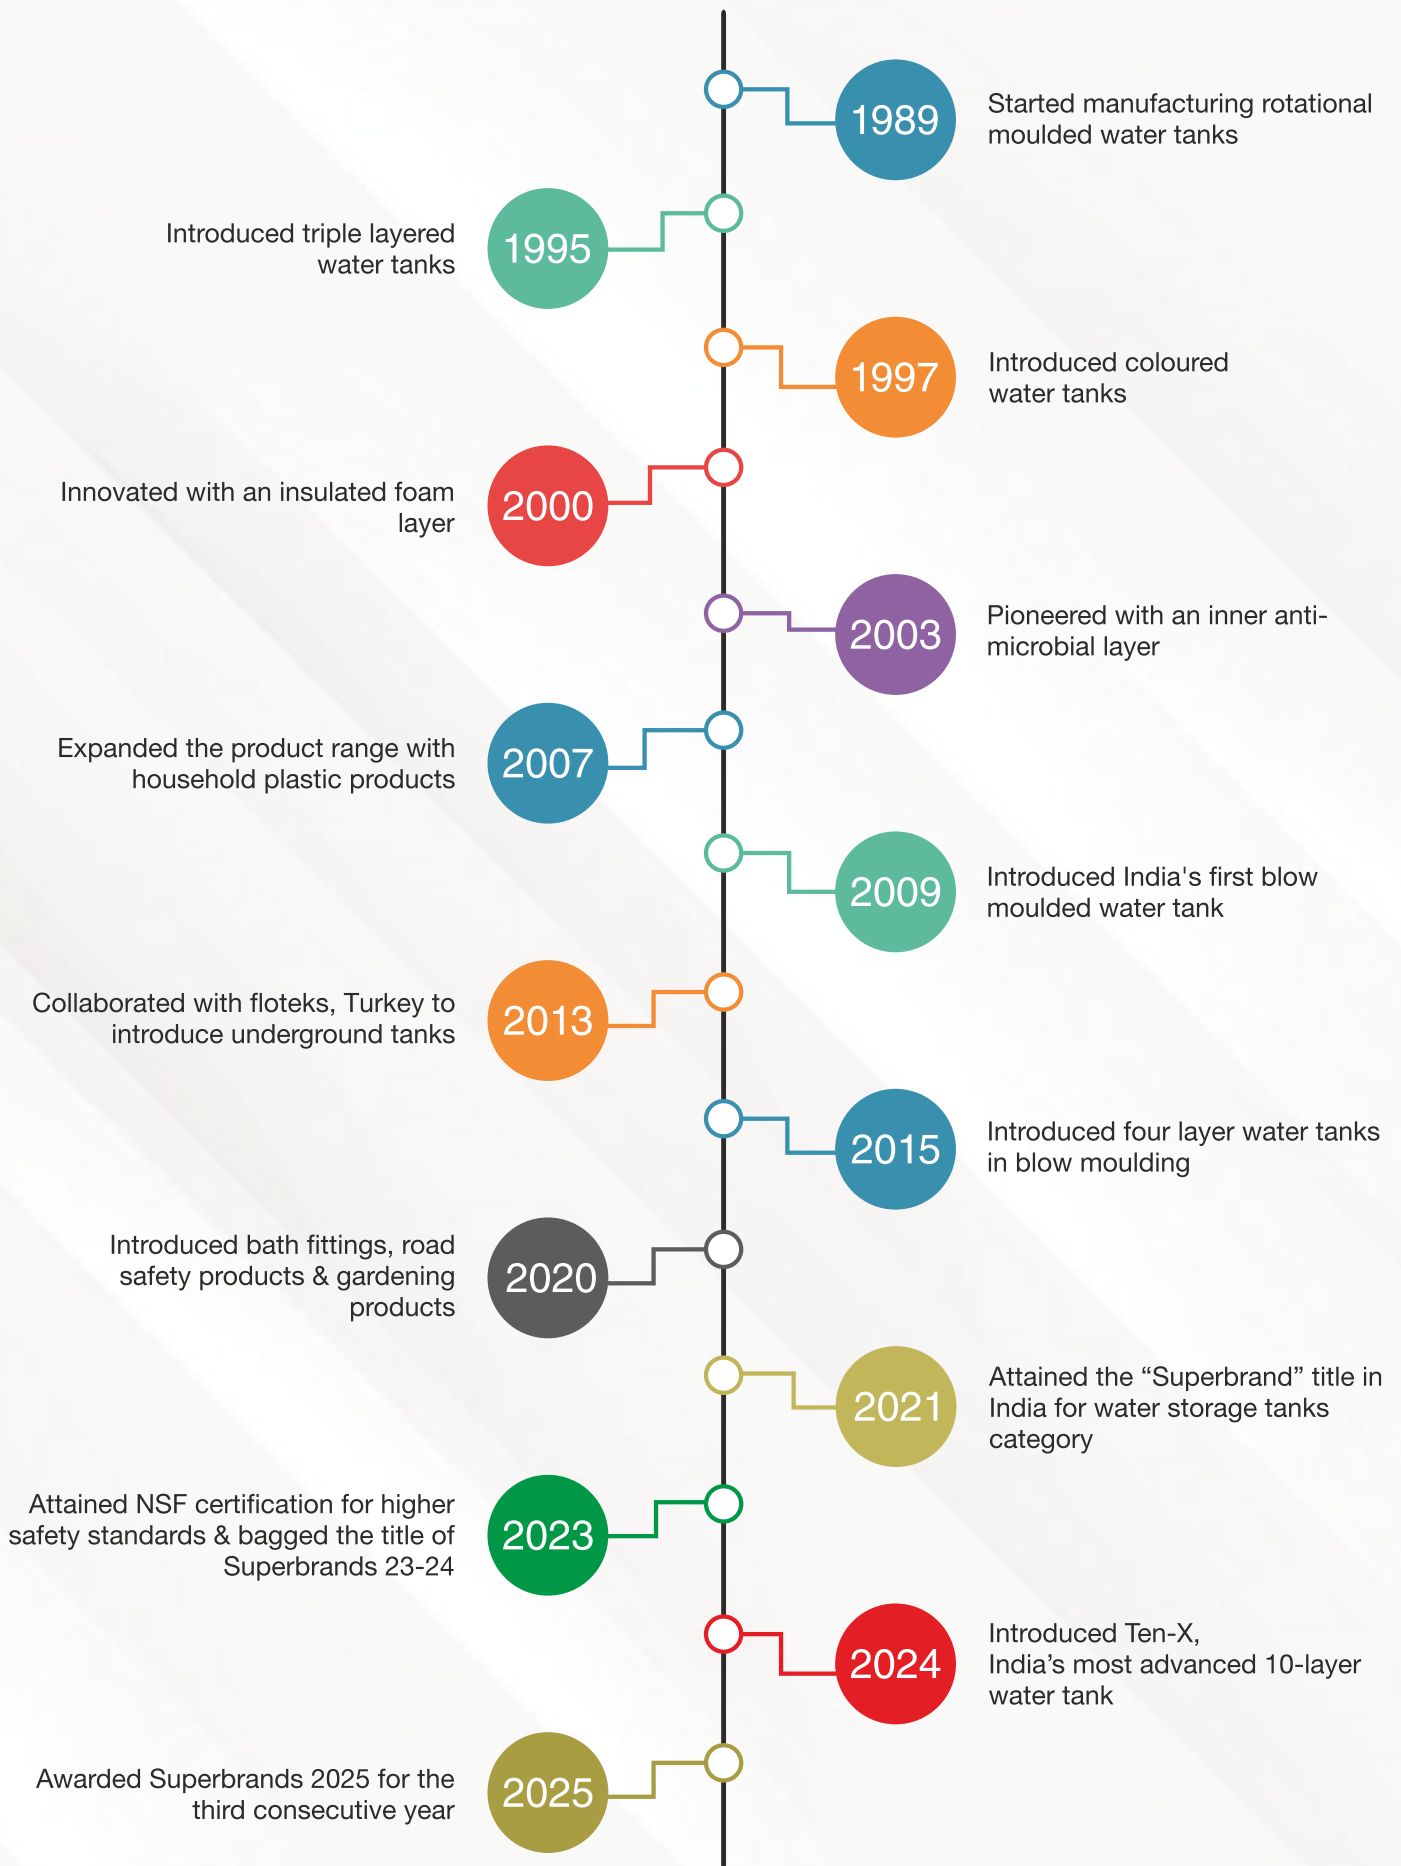 1989
Started manufacturing rotational
moulded water tanks
1995
Introduced triple layered
water tanks
1997
Introduced coloured
water tanks
2000
Innovated with an insulated foam
layer
2003
Pioneered with an inner anti-
microbial layer
2007
Expanded the product range with
household plastic products
2009
Introduced India's first blow
moulded water tank
2013
Collaborated with floteks, Turkey to
introduce underground tanks
2015
Introduced four layer water tanks
in blow moulding
2020
Introduced bath fittings, road
safety products & gardening
products
2021
Attained the “Superbrand” title in
India for water storage tanks
category
2023
Attained NSF certification for higher
safety standards & bagged the title of
Superbrands 23-24
2024
Introduced Ten-X,
India’s most advanced 10-layer
water tank
2025
Awarded Superbrands 2025 for the
third consecutive year